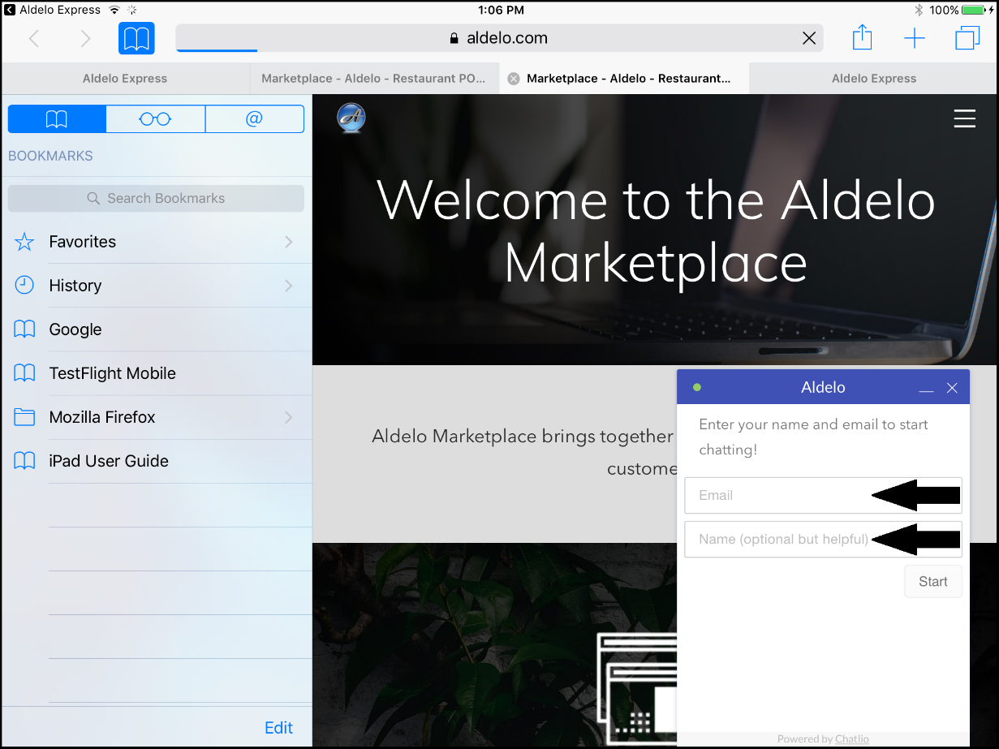 Aldelo Express
1:06 PM
100%
aldelo.com
Aldelo Express
Marketplace - Aldelo - Restaurant PO...
Marketplace - Aldelo - Restaurant...
Aldelo Express
@
BOOKMARKS
Search Bookmarks
Favorites
History
Google
TestFlight Mobile
Mozilla Firefox
iPad User Guide
Edit
A
Welcome to the Aldelo
Marketplace
Aldelo Marketplace brings together
custome
Aldelo
Enter your name and email to start
chatting!
Email
Name (optional but helpful)
Start
Powered by Chatlio